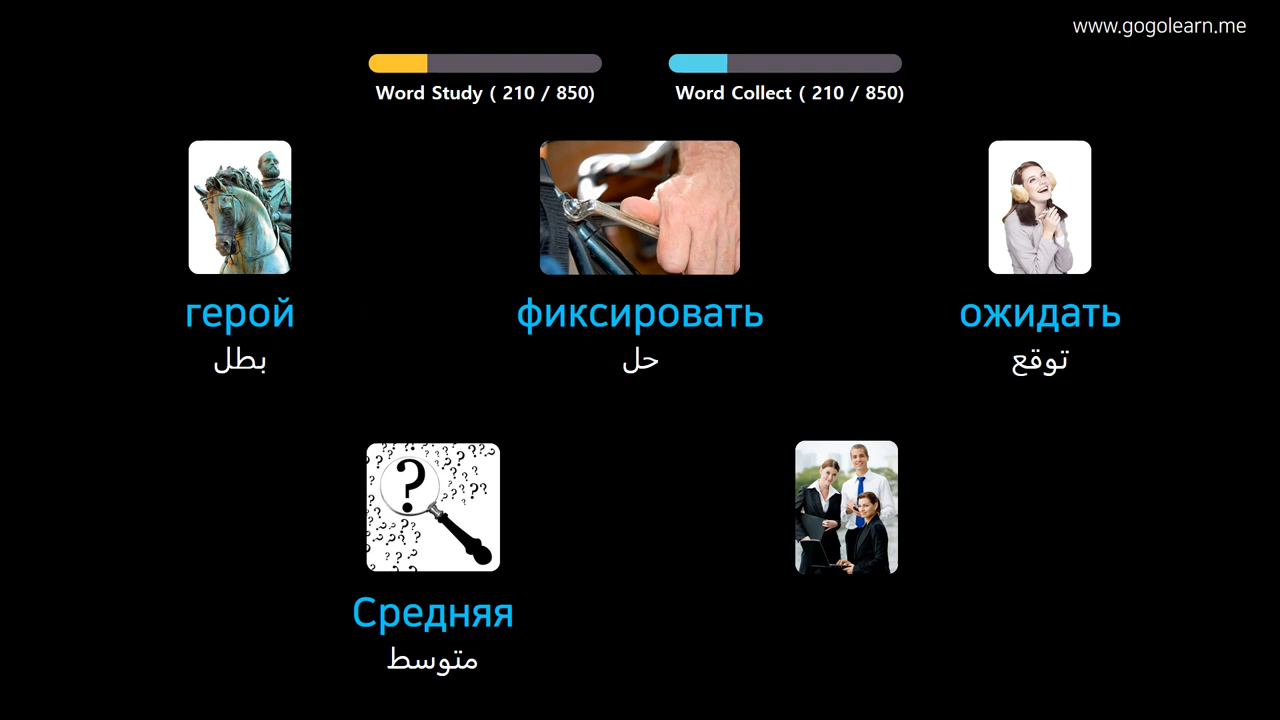 www.gogolearn.me
Word Study ( 210 / 850)
Word Collect ( 210 / 850)
герой
بطل
фиксировать
حل
ожидать
توقع
Средняя
متوسط